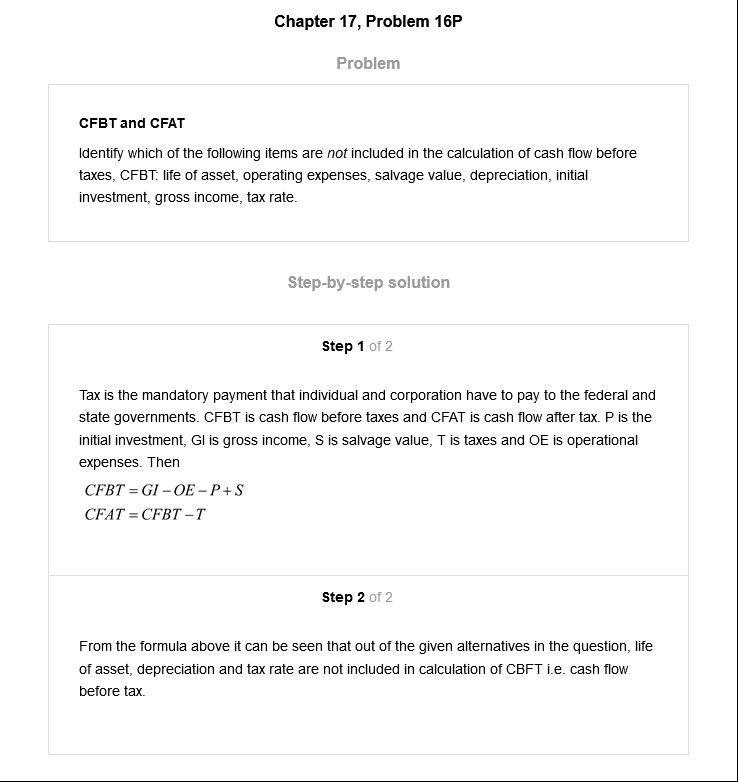 Chapter 17, Problem 16P
Problem
CFBT and CFAT
Identify which of the following items are not included in the calculation of cash flow before
taxes, CFBT: life of asset, operating expenses, salvage value, depreciation, initial
investment, gross income, tax rate.
Step-by-step solution
Step 1 of 2
Tax is the mandatory payment that individual and corporation have to pay to the federal and
state governments. CFBT is cash flow before taxes and CFAT is cash flow after tax. P is the
initial investment, GI is gross income, S is salvage value, T is taxes and OE is operational
expenses. Then
CFBT = GI – OE – P + S
CFAT = CFBT – T
Step 2 of 2
From the formula above it can be seen that out of the given alternatives in the question, life
of asset, depreciation and tax rate are not included in calculation of CBFT i.e. cash flow
before tax.